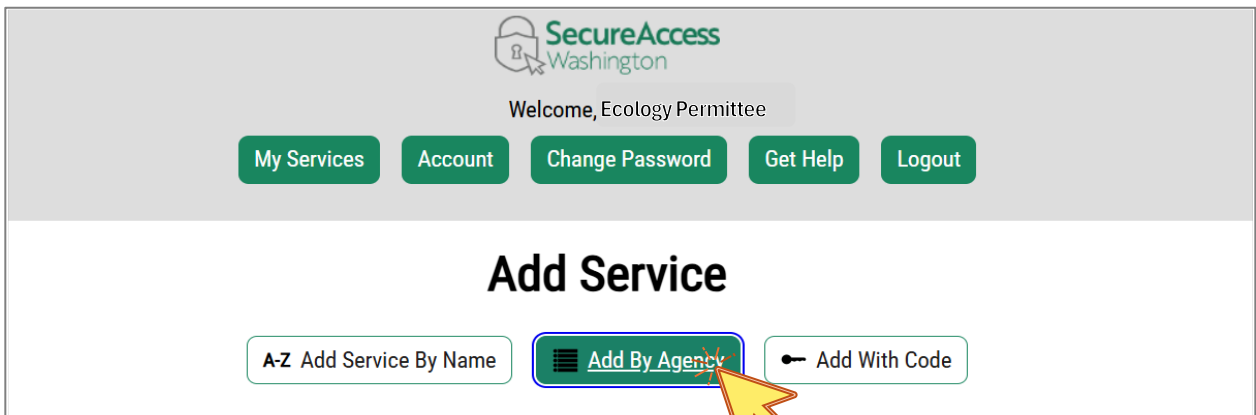 SecureAccess
Washington
Welcome, Ecology Permittee
My Services Account Change Password Get Help Logout
Add Service
A-Z Add Service By Name Add By Agency Add With Code